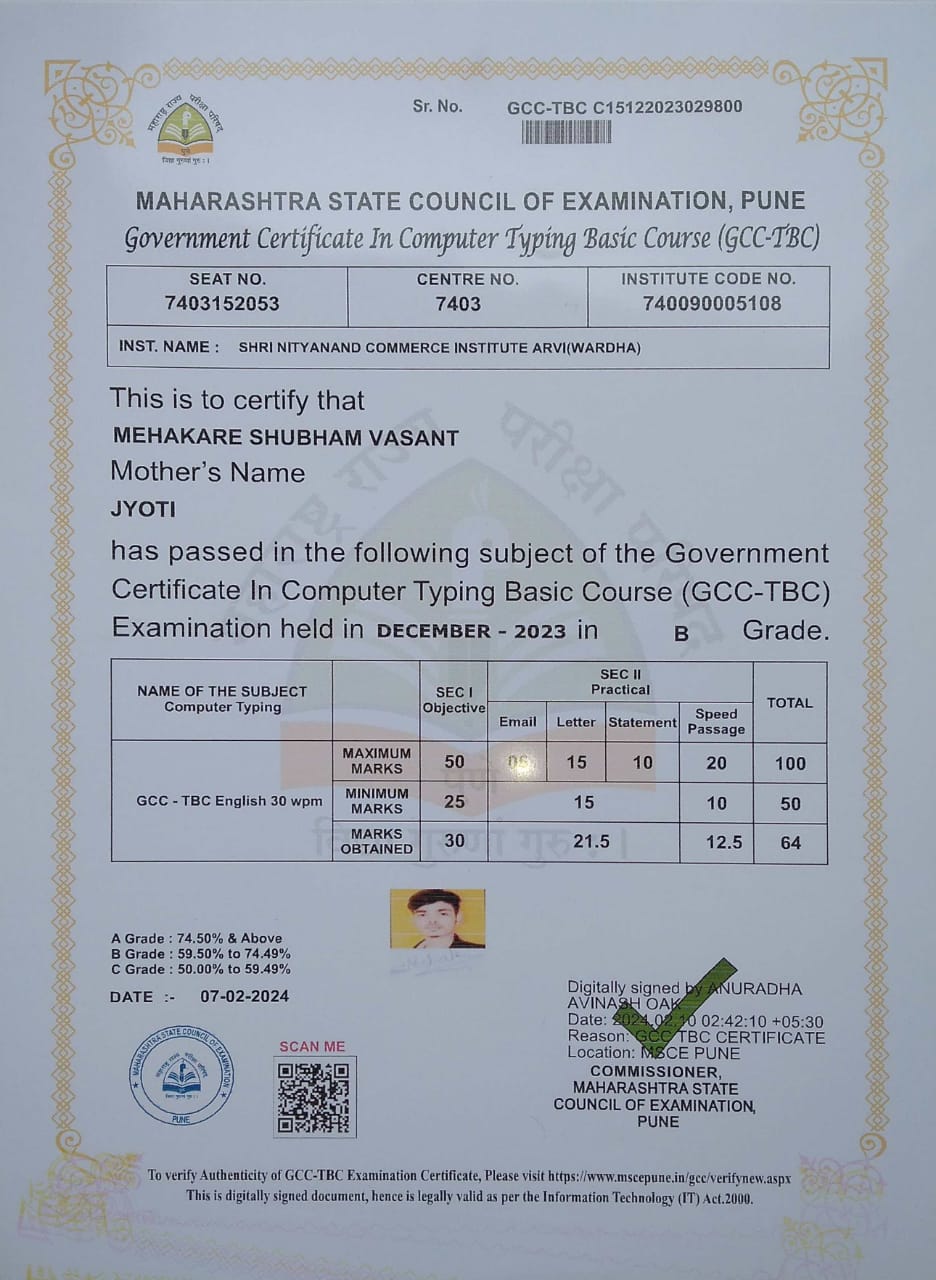 महाराष्ट्र राज्य परीक्षा परिषद
पुणे
Sr. No. GCC-TBC C15122023029800
MAHARASHTRA STATE COUNCIL OF EXAMINATION, PUNE
Government Certificate In Computer Typing Basic Course (GCC-TBC)
SEAT NO. CENTRE NO. INSTITUTE CODE NO.
7403152053 7403 740090005108
INST. NAME : SHRI NITYANAND COMMERCE INSTITUTE ARVI(WARDHA)
This is to certify that
MEHAKARE SHUBHAM VASANT
Mother's Name
JYOTI
has passed in the following subject of the Government
Certificate In Computer Typing Basic Course (GCC-TBC)
Examination held in DECEMBER - 2023 in B Grade.
NAME OF THE SUBJECT SEC I SEC II TOTAL
Computer Typing Objective Practical
Email Letter Statement Speed Passage
GCC - TBC English 30 wpm
MAXIMUM MARKS 50 05 15 10 20 100
MINIMUM MARKS 25 15 10 50
MARKS OBTAINED 30 21.5 12.5 64
A Grade : 74.50% & Above
B Grade : 59.50% to 74.49%
C Grade : 50.00% to 59.49%
DATE :- 07-02-2024
MAHARASHTRA STATE COUNCIL OF EXAMINATION
PUNE
SCAN ME
Digitally signed by ANURADHA
AVINASH OAK
Date: 2024.02.10 02:42:10 +05:30
Reason: GCC TBC CERTIFICATE
Location: MSCE PUNE
COMMISSIONER,
MAHARASHTRA STATE
COUNCIL OF EXAMINATION,
PUNE
To verify Authenticity of GCC-TBC Examination Certificate, Please visit https://www.mscepune.in/gcc/verifynew.aspx
This is digitally signed document, hence is legally valid as per the Information Technology (IT) Act.2000.